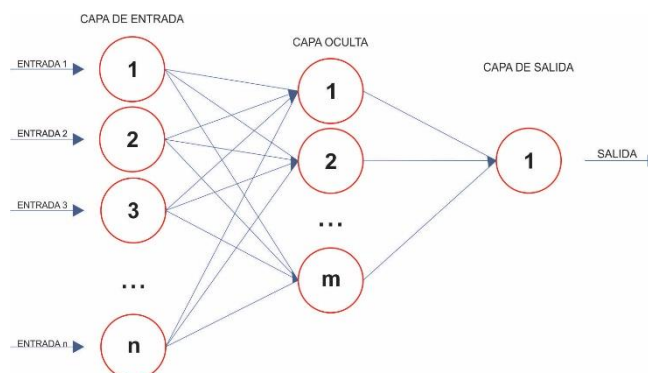 CAPA DE ENTRADA
CAPA OCULTA
CAPA DE SALIDA
ENTRADA 1
1
ENTRADA 2
2
ENTRADA 3
3
...
ENTRADA n
n
1
2
...
m
1
SALIDA